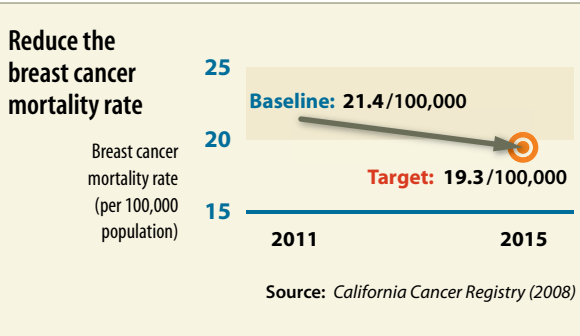 Reduce the
breast cancer
mortality rate
Breast cancer
mortality rate
(per 100,000
population)
25
20
15
Baseline: 21.4/100,000
Target: 19.3/100,000
2011
2015
Source: California Cancer Registry (2008)